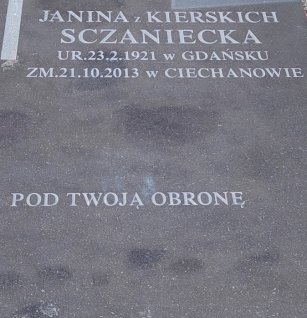 JANINA z KIERSKICH
SCZANIECKA
UR.23.2.1921 w GDAŃSKU
ZM.21.10.2013 w CIECHANOWIE
POD TWOJĄ OBRONĘ